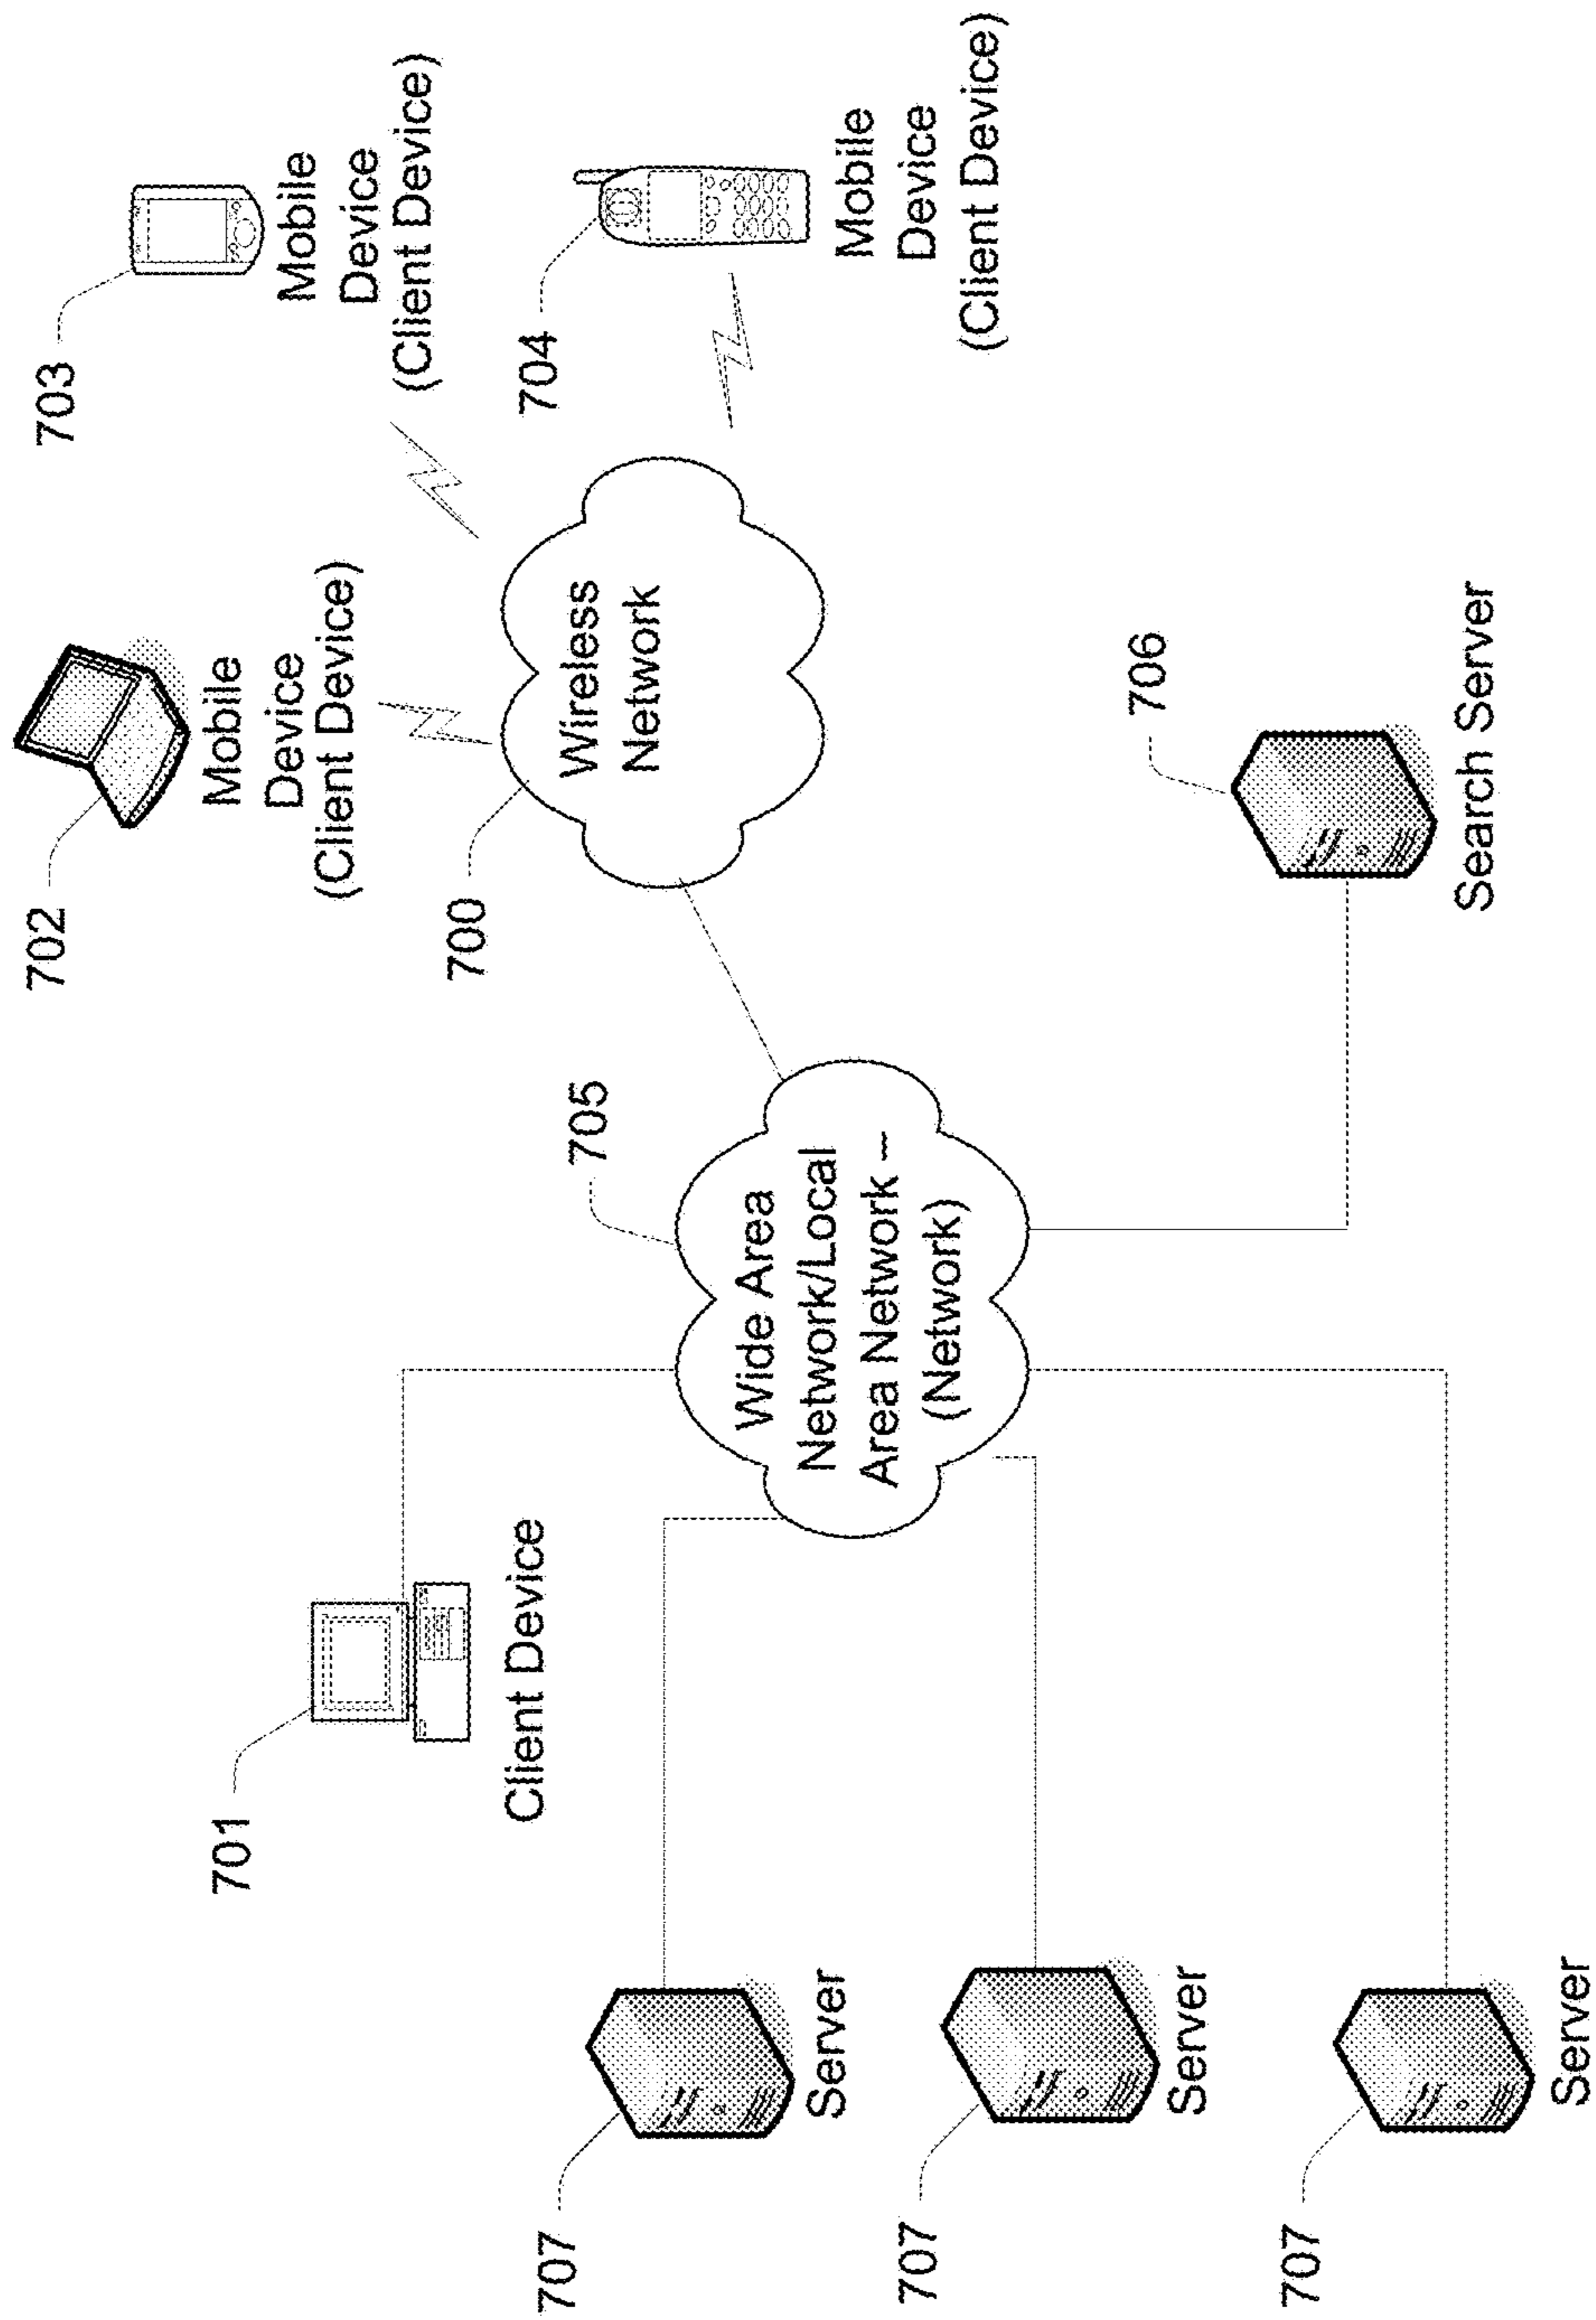 702
Mobile
Device
(Client Device)
703
Mobile
Device
(Client Device)
701
Client Device
700
Wireless
Network
704
Mobile
Device
(Client Device)
705
Wide Area
Network/Local
Area Network –
(Network)
707
Server
707
Server
706
Search Server
707
Server